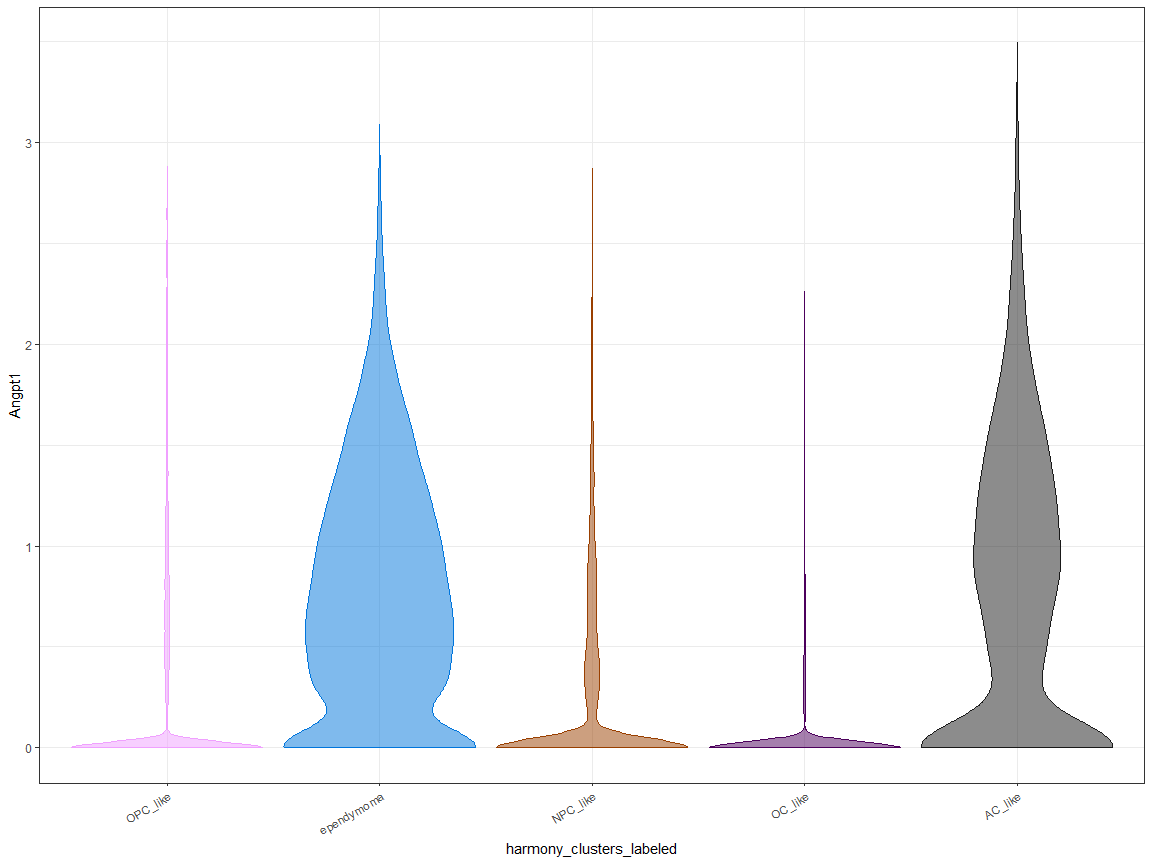 3
2
1
0
Angpt1
OPC_like
ependymoma
NPC_like
OC_like
AC_like
harmony_clusters_labeled